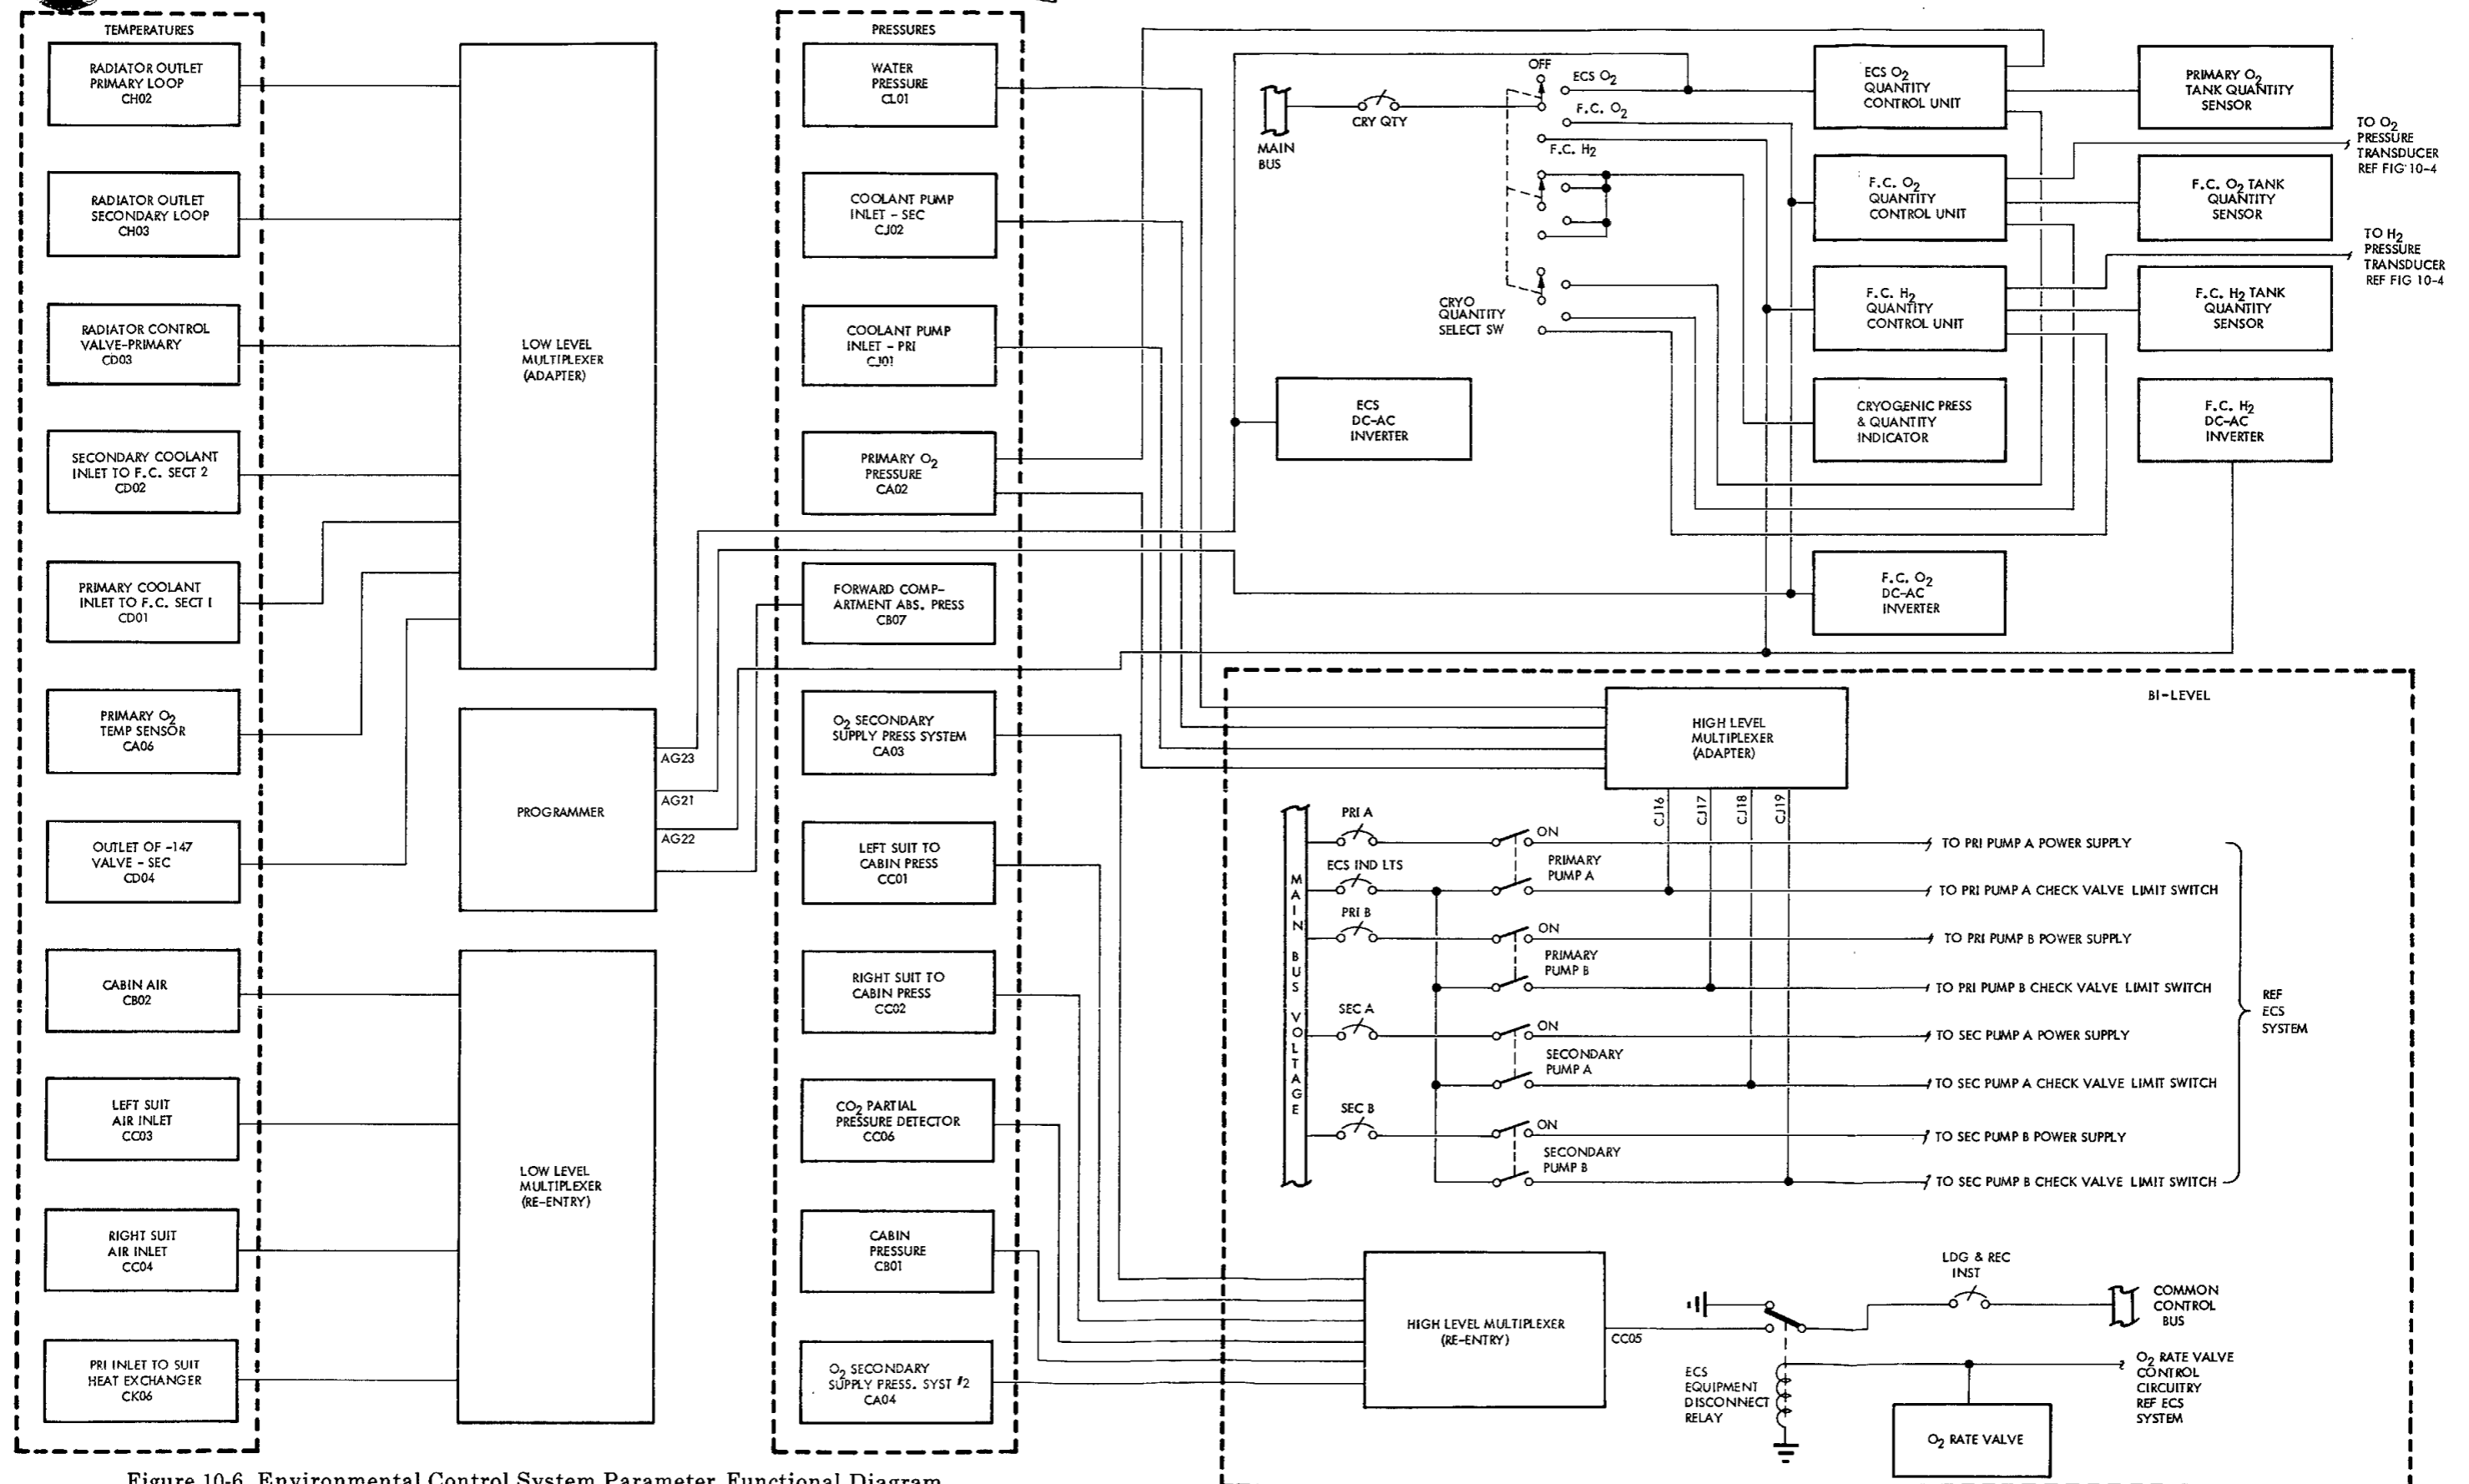 TEMPERATURES
RADIATOR OUTLET
PRIMARY LOOP
CH02
RADIATOR OUTLET
SECONDARY LOOP
CH03
RADIATOR CONTROL
VALVE-PRIMARY
CD03
SECONDARY COOLANT
INLET TO F.C. SECT 2
CD02
PRIMARY COOLANT
INLET TO F.C. SECT 1
CD01
PRIMARY O2
TEMP SENSOR
CA06
OUTLET OF -147
VALVE - SEC
CD04
CABIN AIR
CB02
LEFT SUIT
AIR INLET
CC03
RIGHT SUIT
AIR INLET
CC04
PRI INLET TO SUIT
HEAT EXCHANGER
CK06
LOW LEVEL
MULTIPLEXER
(ADAPTER)
PROGRAMMER
AG23
AG21
AG22
LOW LEVEL
MULTIPLEXER
(RE-ENTRY)
PRESSURES
WATER
PRESSURE
CL01
COOLANT PUMP
INLET - SEC
CJ02
COOLANT PUMP
INLET - PRI
CJ01
PRIMARY O2
PRESSURE
CA02
FORWARD COMP-
ARTMENT ABS. PRESS
CB07
O2 SECONDARY
SUPPLY PRESS SYSTEM
CA03
LEFT SUIT TO
CABIN PRESS
CC01
RIGHT SUIT TO
CABIN PRESS
CC02
CO2 PARTIAL
PRESSURE DETECTOR
CC06
CABIN
PRESSURE
CB01
O2 SECONDARY
SUPPLY PRESS. SYST #2
CA04
MAIN
BUS
CRY QTY
OFF
ECS O2
F.C. O2
F.C. H2
CRYO
QUANTITY
SELECT SW
ECS
DC-AC
INVERTER
ECS O2
QUANTITY
CONTROL UNIT
F.C. O2
QUANTITY
CONTROL UNIT
F.C. H2
QUANTITY
CONTROL UNIT
CRYOGENIC PRESS
& QUANTITY
INDICATOR
F.C. O2
DC-AC
INVERTER
PRIMARY O2
TANK QUANTITY
SENSOR
F.C. O2 TANK
QUANTITY
SENSOR
F.C. H2 TANK
QUANTITY
SENSOR
F.C. H2
DC-AC
INVERTER
TO O2
PRESSURE
TRANSDUCER
REF FIG 10-4
TO H2
PRESSURE
TRANSDUCER
REF FIG 10-4
BI-LEVEL
HIGH LEVEL
MULTIPLEXER
(ADAPTER)
CJ16
CJ17
CJ18
CJ19
MAIN BUS VOLTAGE
PRI A
ECS IND LTS
PRI B
SEC A
SEC B
ON
PRIMARY
PUMP A
ON
PRIMARY
PUMP B
ON
SECONDARY
PUMP A
ON
SECONDARY
PUMP B
TO PRI PUMP A POWER SUPPLY
TO PRI PUMP A CHECK VALVE LIMIT SWITCH
TO PRI PUMP B POWER SUPPLY
TO PRI PUMP B CHECK VALVE LIMIT SWITCH
TO SEC PUMP A POWER SUPPLY
TO SEC PUMP A CHECK VALVE LIMIT SWITCH
TO SEC PUMP B POWER SUPPLY
TO SEC PUMP B CHECK VALVE LIMIT SWITCH
REF
ECS
SYSTEM
HIGH LEVEL MULTIPLEXER
(RE-ENTRY)
CC05
LDG & REC
INST
COMMON
CONTROL
BUS
ECS
EQUIPMENT
DISCONNECT
RELAY
O2 RATE VALVE
CONTROL
CIRCUITRY
REF ECS
SYSTEM
O2 RATE VALVE
Figure 10-6 Environmental Control System Parameter Functional Diagram